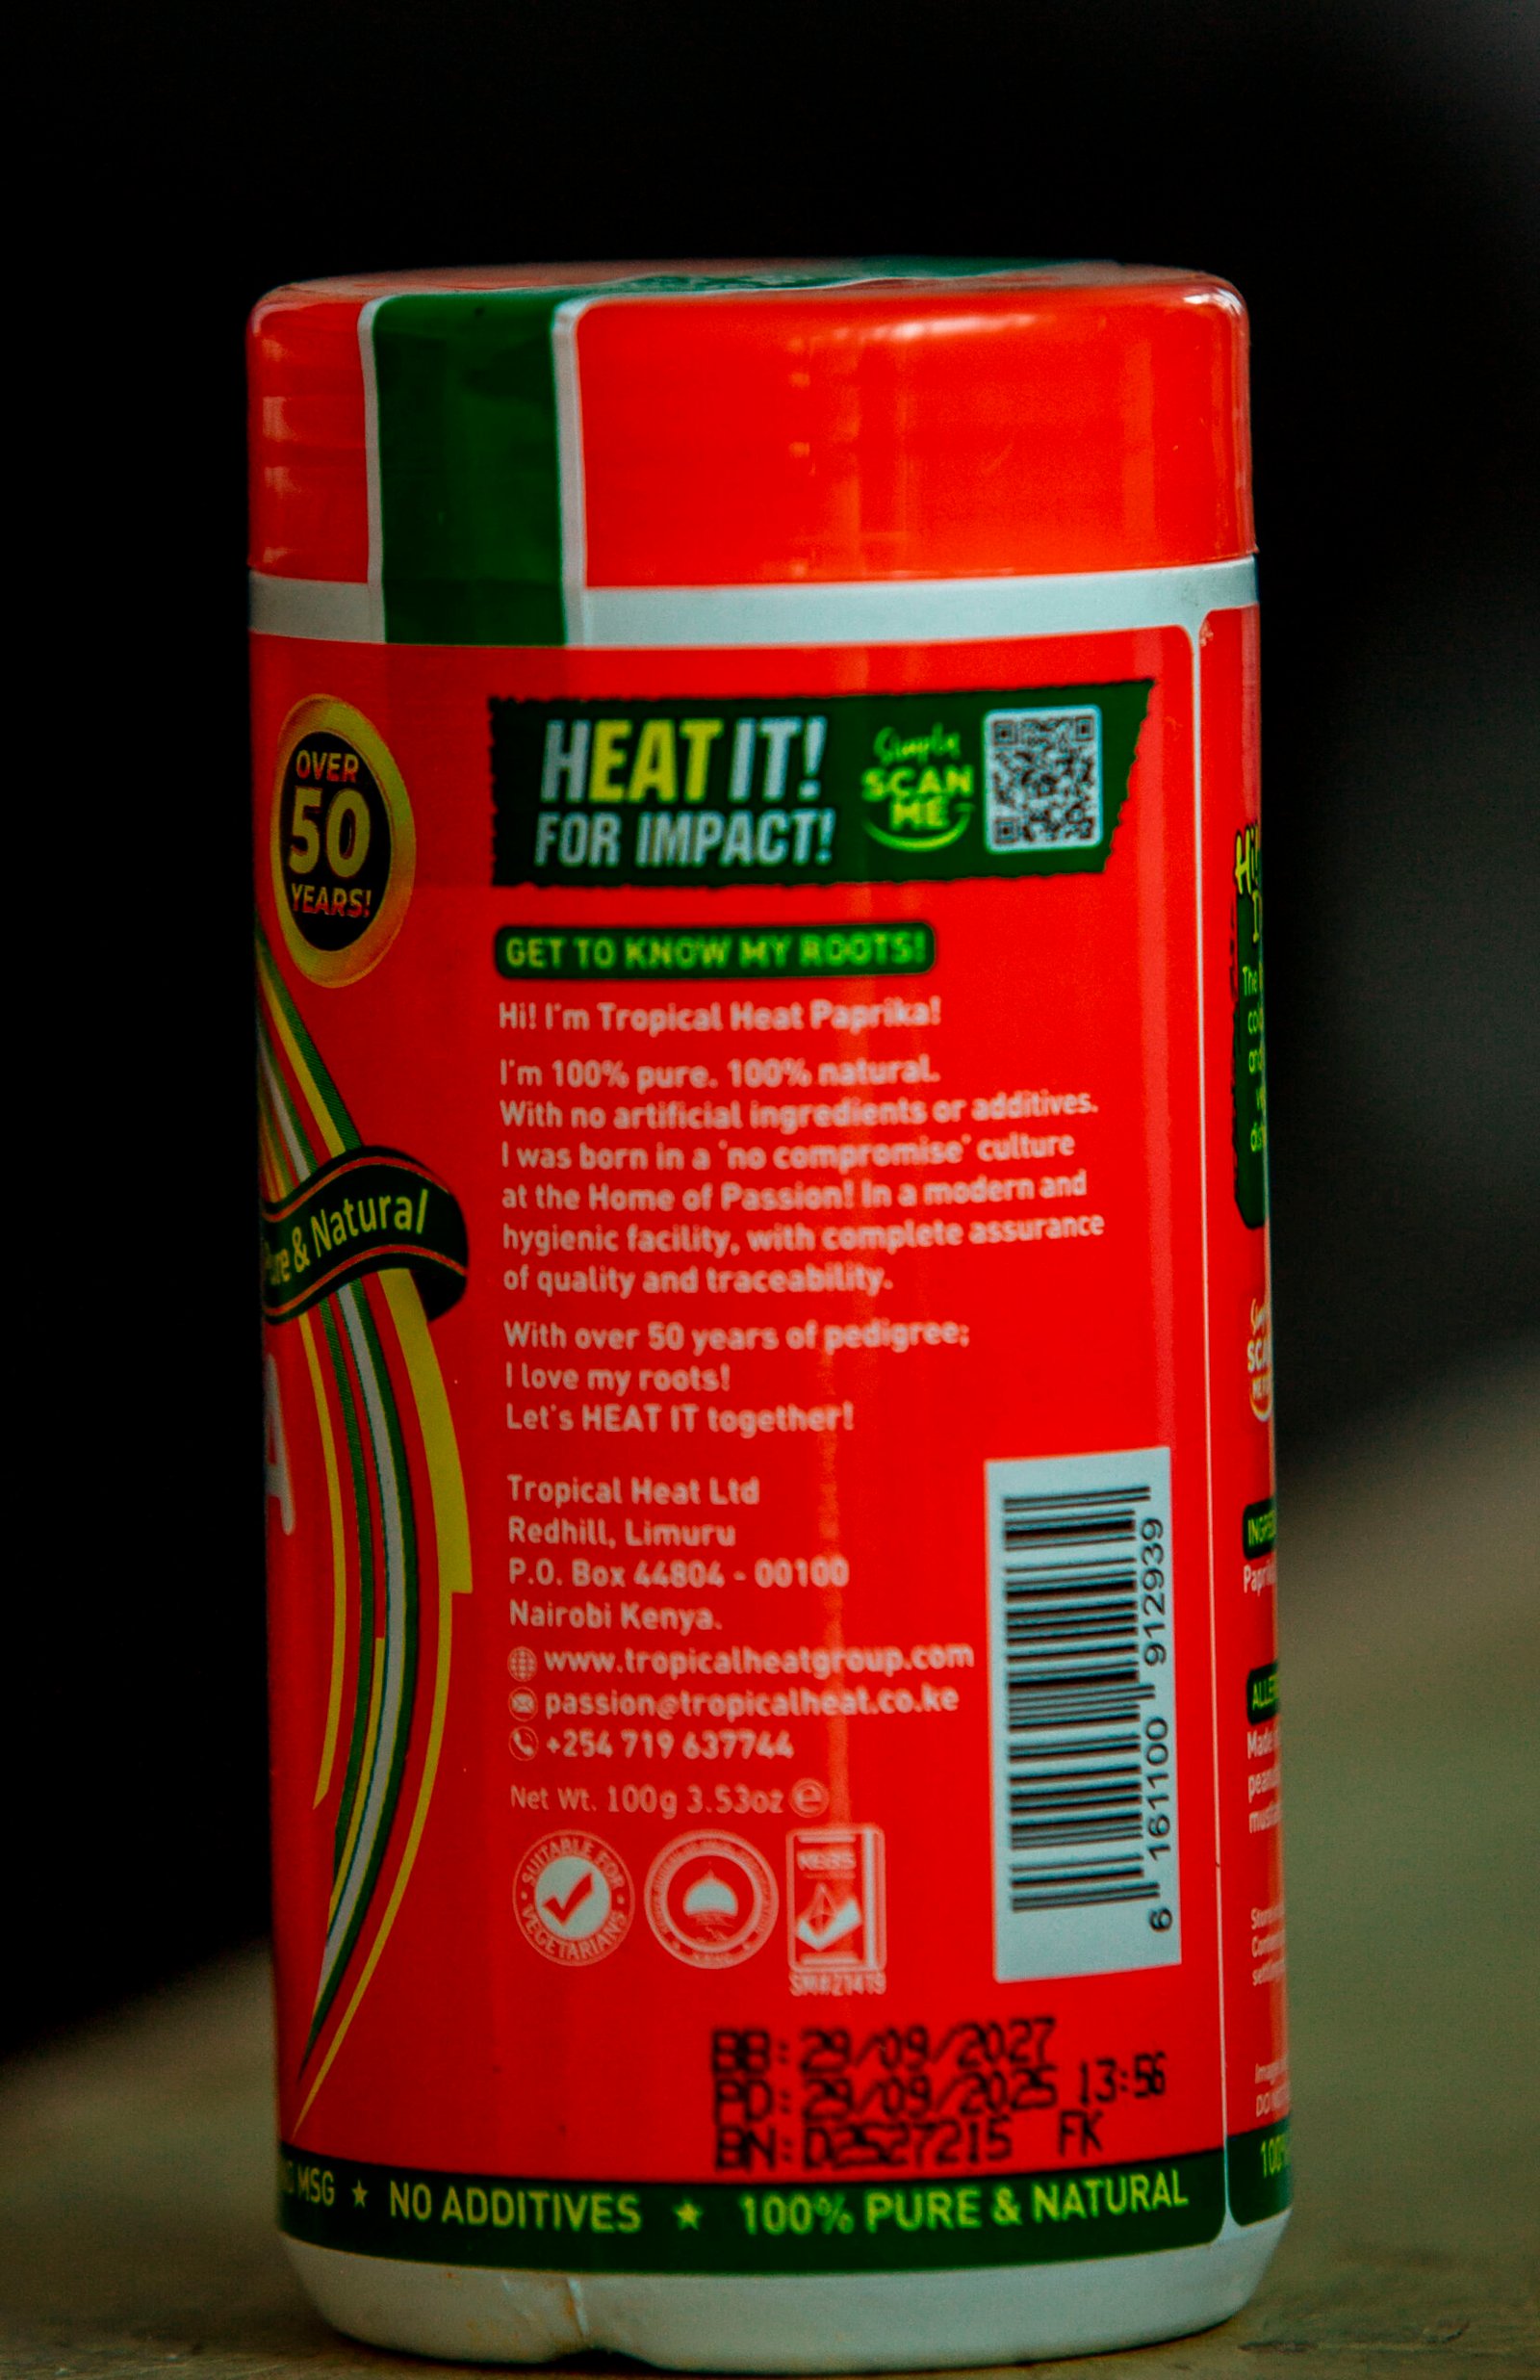 OVER
50
YEARS!
& Natural
A
HEAT IT!
FOR IMPACT!
Simply
SCAN
ME
GET TO KNOW MY ROOTS!
Hi! I'm Tropical Heat Paprika!
I'm 100% pure. 100% natural.
With no artificial ingredients or additives.
I was born in a 'no compromise' culture
at the Home of Passion! In a modern and
hygienic facility, with complete assurance
of quality and traceability.
With over 50 years of pedigree;
I love my roots!
Let's HEAT IT together!
Tropical Heat Ltd
Redhill, Limuru
P.O. Box 44804 - 00100
Nairobi Kenya.
www.tropicalheatgroup.com
passion@tropicalheat.co.ke
+254 719 637744
Net Wt. 100g 3.53oz e
SUITABLE FOR VEGETARIANS
KEBS
SM#21419
6 161100 912939
BB: 29/09/2027
PD: 29/09/2025 13:56
BN: D2527215 FK
MSG ★ NO ADDITIVES ★ 100% PURE & NATURAL
The
Made